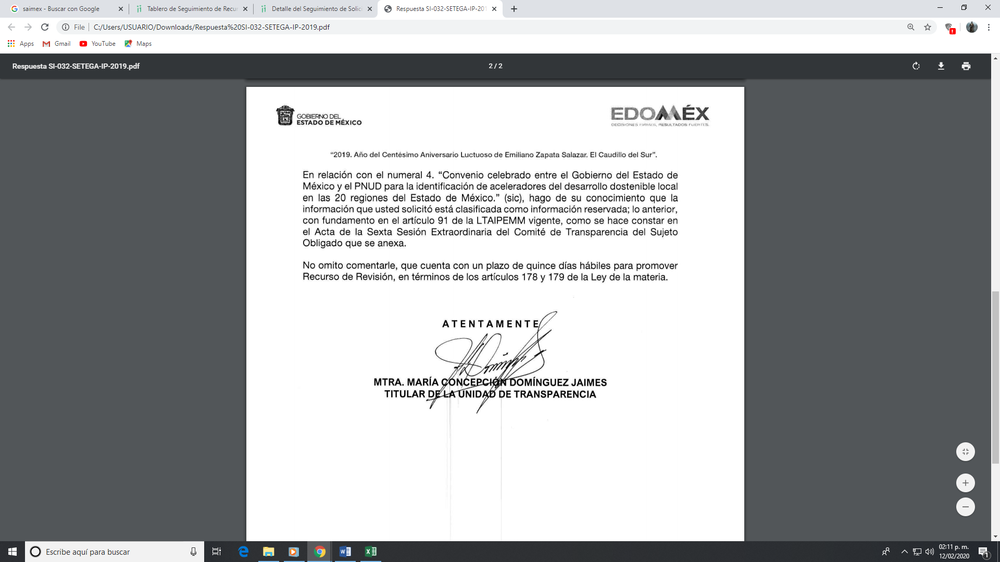 saimex - Buscar con Google
Tablero de Seguimiento de Recur
Detalle del Seguimiento de Solici
Respuesta SI-032-SETEGA-IP-201
File
C:/Users/USUARIO/Downloads/Respuesta%20SI-032-SETEGA-IP-2019.pdf
Apps
Gmail
YouTube
Maps
Respuesta SI-032-SETEGA-IP-2019.pdf
2 / 2
GOBIERNO DEL
ESTADO DE MÉXICO
EDOMÉX
DECISIONES FIRMES, RESULTADOS FUERTES.
“2019. Año del Centésimo Aniversario Luctuoso de Emiliano Zapata Salazar. El Caudillo del Sur”.
En relación con el numeral 4. “Convenio celebrado entre el Gobierno del Estado de
México y el PNUD para la identificación de aceleradores del desarrollo dostenible local
en las 20 regiones del Estado de México.” (sic), hago de su conocimiento que la
información que usted solicitó está clasificada como información reservada; lo anterior,
con fundamento en el artículo 91 de la LTAIPEMM vigente, como se hace constar en
el Acta de la Sexta Sesión Extraordinaria del Comité de Transparencia del Sujeto
Obligado que se anexa.
No omito comentarle, que cuenta con un plazo de quince días hábiles para promover
Recurso de Revisión, en términos de los artículos 178 y 179 de la Ley de la materia.
ATENTAMENTE
MTRA. MARÍA CONCEPCIÓN DOMÍNGUEZ JAIMES
TITULAR DE LA UNIDAD DE TRANSPARENCIA
Escribe aquí para buscar
02:11 p. m.
12/02/2020
1